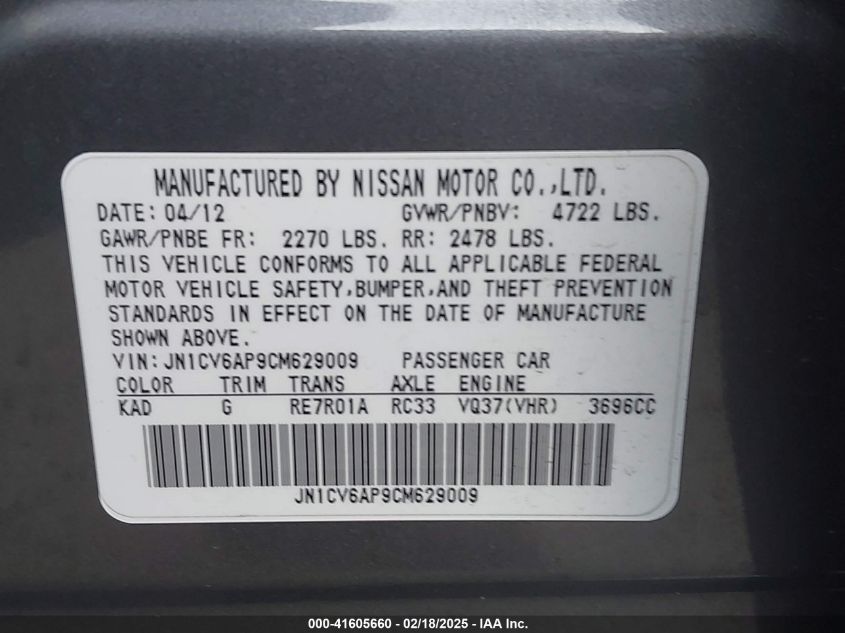 MANUFACTURED BY NISSAN MOTOR CO.,LTD.
DATE: 04/12 GVWR/PNBV: 4722 LBS.
GAWR/PNBE FR: 2270 LBS. RR: 2478 LBS.
THIS VEHICLE CONFORMS TO ALL APPLICABLE FEDERAL
MOTOR VEHICLE SAFETY,BUMPER,AND THEFT PREVENTION
STANDARDS IN EFFECT ON THE DATE OF MANUFACTURE
SHOWN ABOVE.
VIN: JN1CV6AP9CM629009 PASSENGER CAR
COLOR TRIM TRANS AXLE ENGINE
KAD G RE7R01A RC33 VQ37(VHR) 3696CC
JN1CV6AP9CM629009
000-41605660 - 02/18/2025 - IAA Inc.